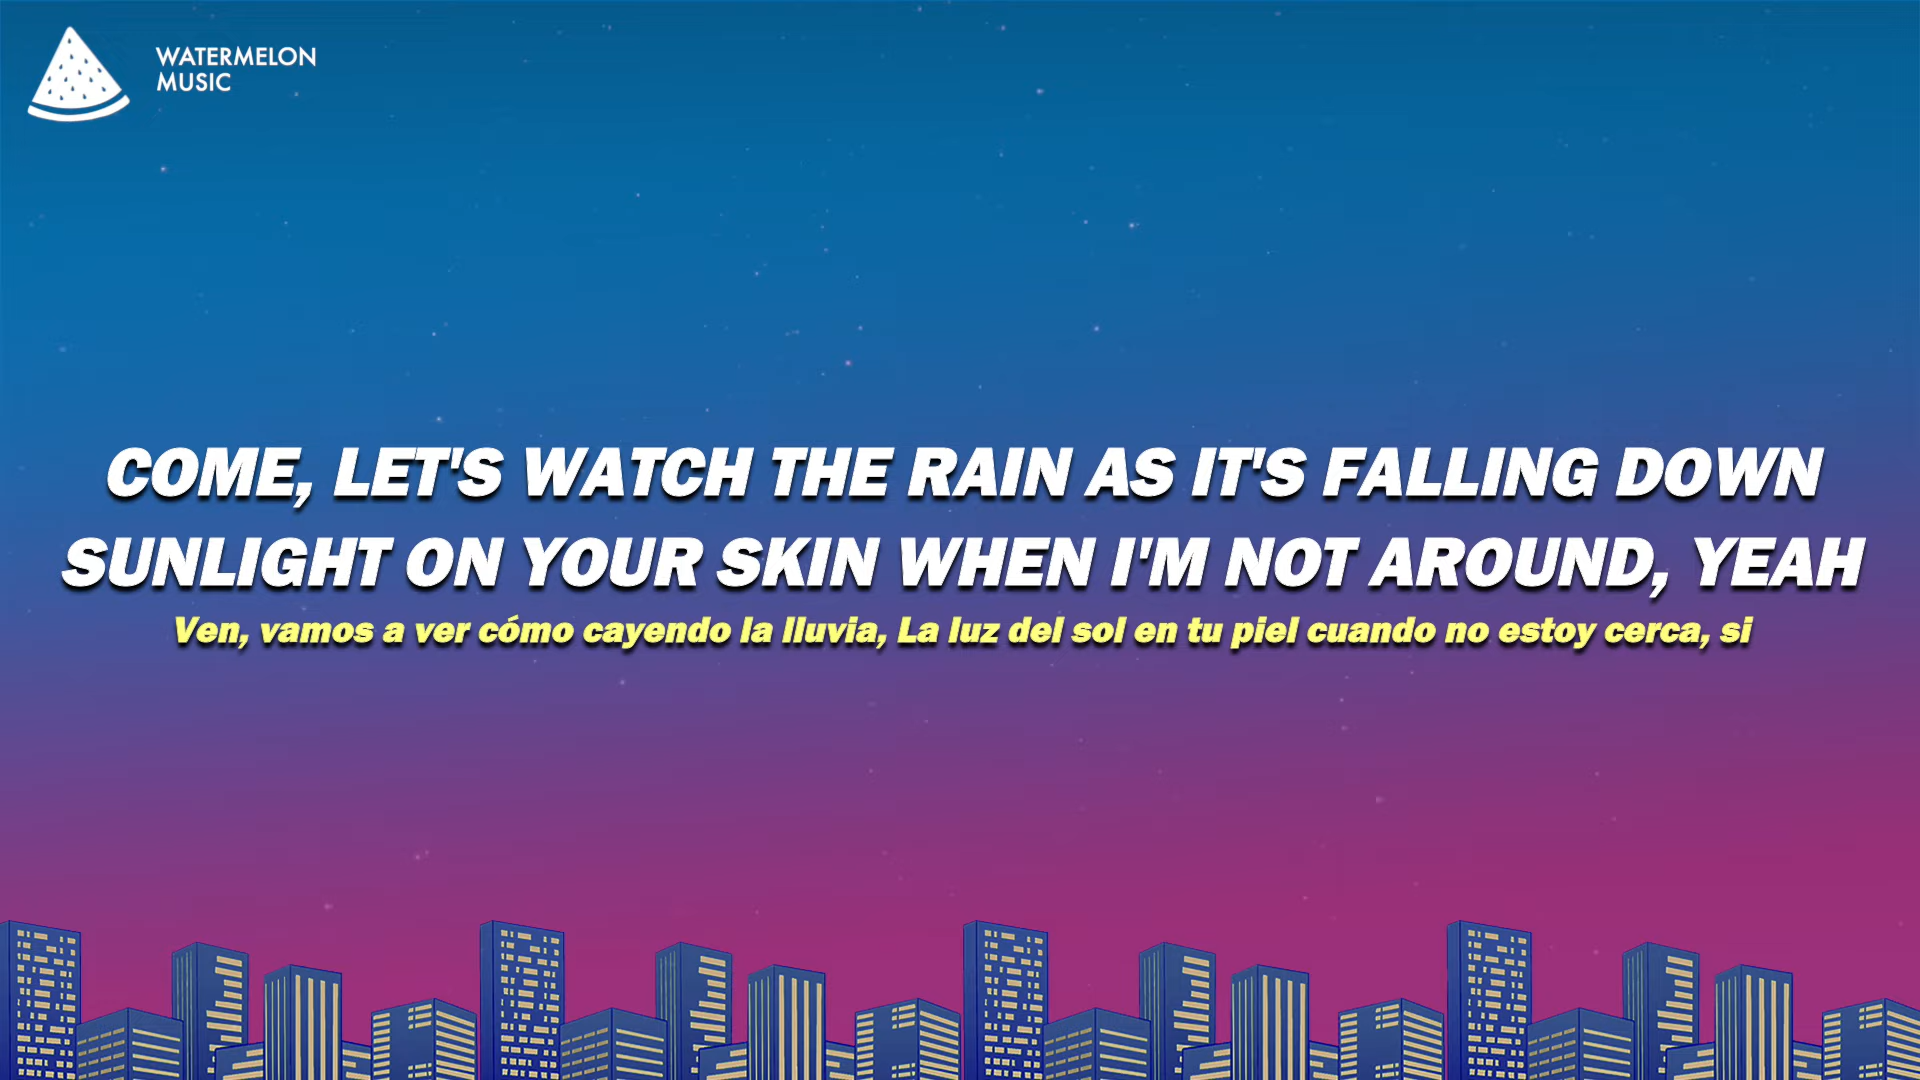 WATERMELON
MUSIC
COME, LET'S WATCH THE RAIN AS IT'S FALLING DOWN
SUNLIGHT ON YOUR SKIN WHEN I'M NOT AROUND, YEAH
Ven, vamos a ver cómo cayendo la lluvia, La luz del sol en tu piel cuando no estoy cerca, si